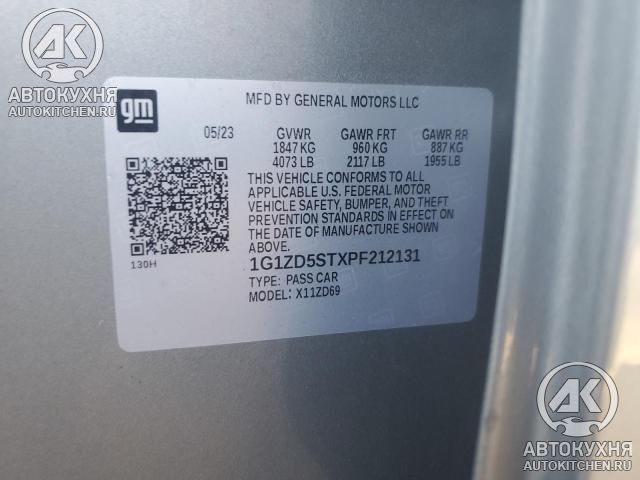 AK
АВТОКУХНЯ
AUTOKITCHEN.RU
gm
MFD BY GENERAL MOTORS LLC
05/23 GVWR GAWR FRT GAWR RR
1847 KG 960 KG 887 KG
4073 LB 2117 LB 1955 LB
THIS VEHICLE CONFORMS TO ALL
APPLICABLE U.S. FEDERAL MOTOR
VEHICLE SAFETY, BUMPER, AND THEFT
PREVENTION STANDARDS IN EFFECT ON
THE DATE OF MANUFACTURE SHOWN
ABOVE.
130H
1G1ZD5STXPF212131
TYPE: PASS CAR
MODEL: X11ZD69
AK
АВТОКУХНЯ
AUTOKITCHEN.RU